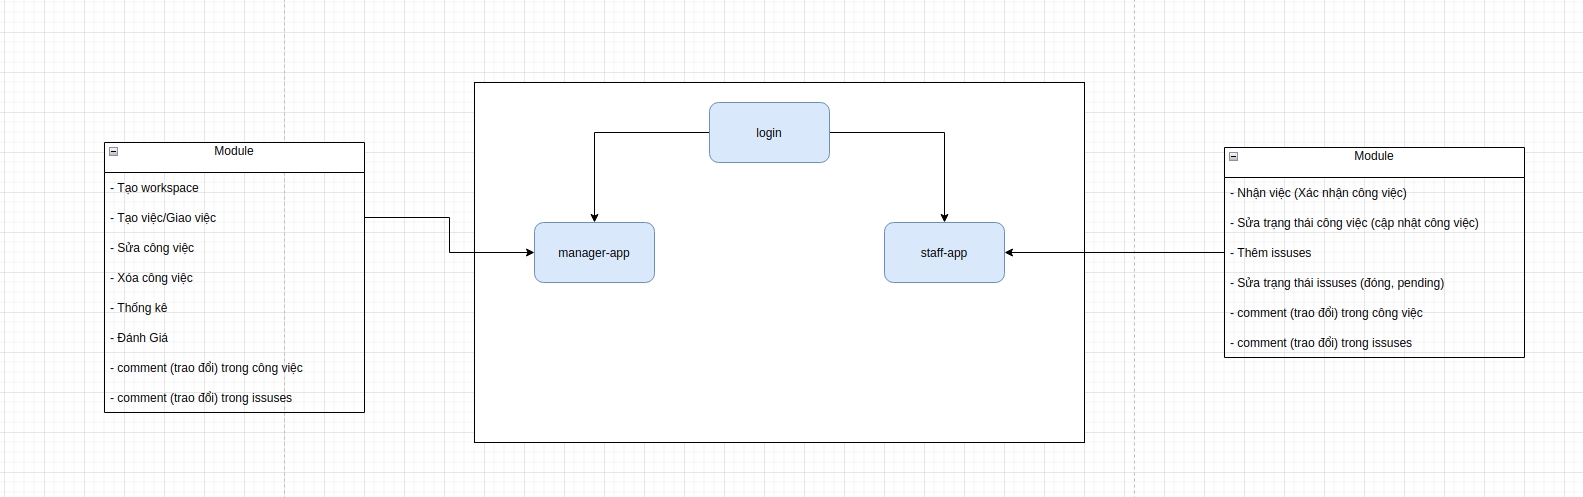 Module
- Tạo workspace
- Tạo việc/Giao việc
- Sửa công việc
- Xóa công việc
- Thống kê
- Đánh Giá
- comment (trao đổi) trong công việc
- comment (trao đổi) trong issuses
login
manager-app
staff-app
Module
- Nhận việc (Xác nhận công việc)
- Sửa trạng thái công việc (cập nhật công việc)
- Thêm issuses
- Sửa trạng thái issuses (đóng, pending)
- comment (trao đổi) trong công việc
- comment (trao đổi) trong issuses